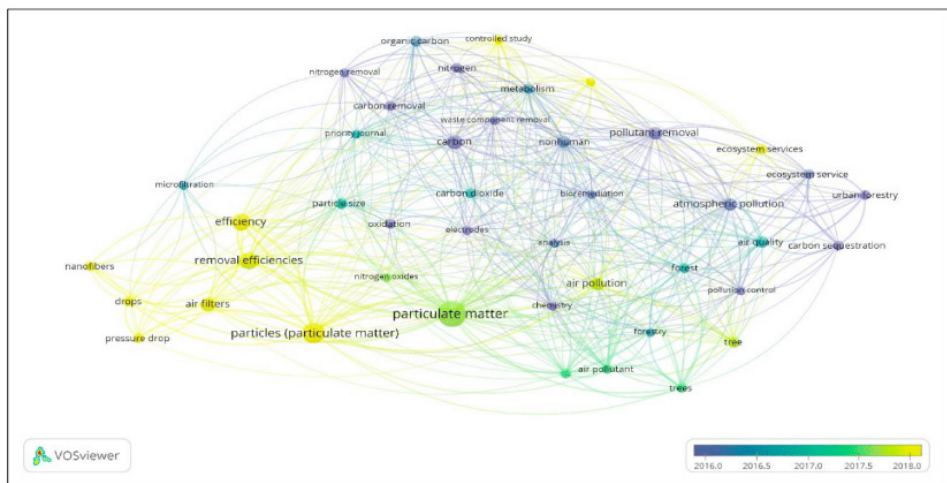 organic carbon
controlled study
nitrogen removal
nitrogen
metabolism
carbon removal
waste component removal
priority journal
carbon
nonhuman
pollutant removal
ecosystem services
microfiltration
ecosystem service
carbon dioxide
bioremediation
urban forestry
particle size
atmospheric pollution
efficiency
oxidation
electrodes
analysis
air quality
carbon sequestration
removal efficiencies
nanofibers
forest
nitrogen oxides
air pollution
pollution control
drops
air filters
chemistry
particulate matter
particles (particulate matter)
forestry
pressure drop
tree
air pollutant
trees
VOSviewer
2016.0 2016.5 2017.0 2017.5 2018.0